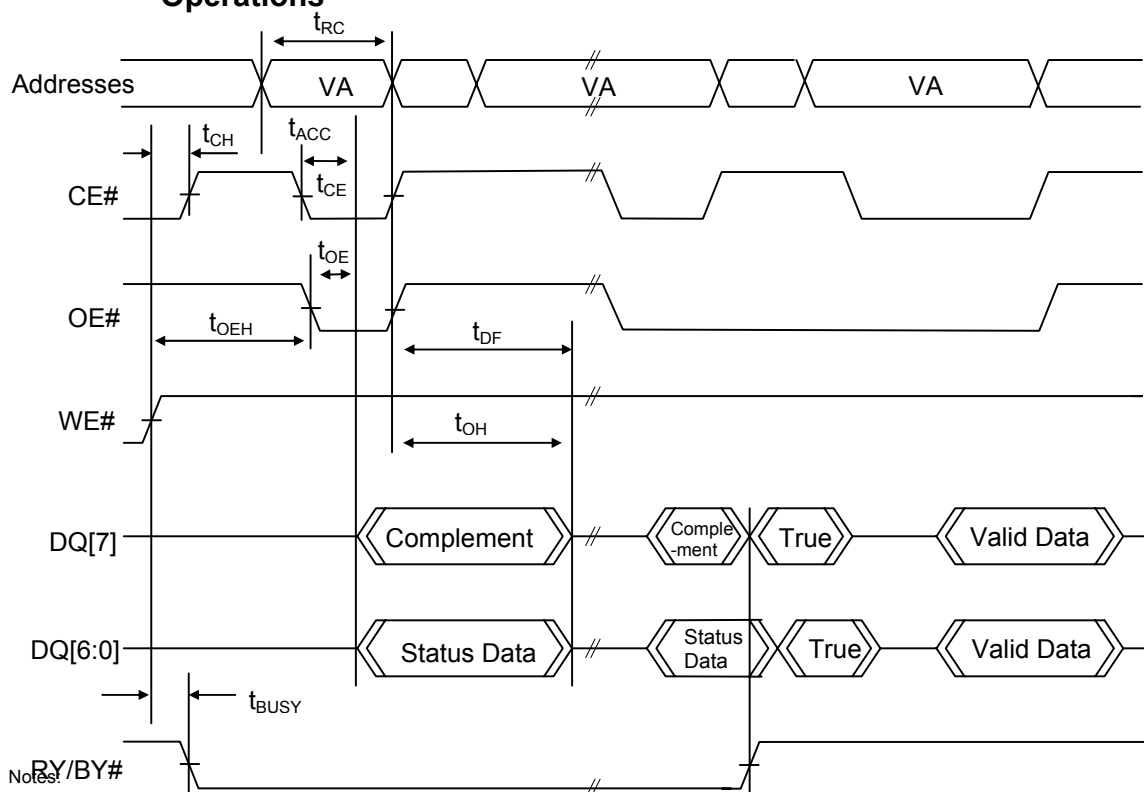 Operations
tRC
Addresses VA VA VA
tCH tACC
CE# tCE
tOE
OE# tOEH tDF
WE# tOH
DQ[7] Complement Comple-ment True Valid Data
DQ[6:0] Status Data Status Data True Valid Data
tBUSY
RY/BY#
Notes: